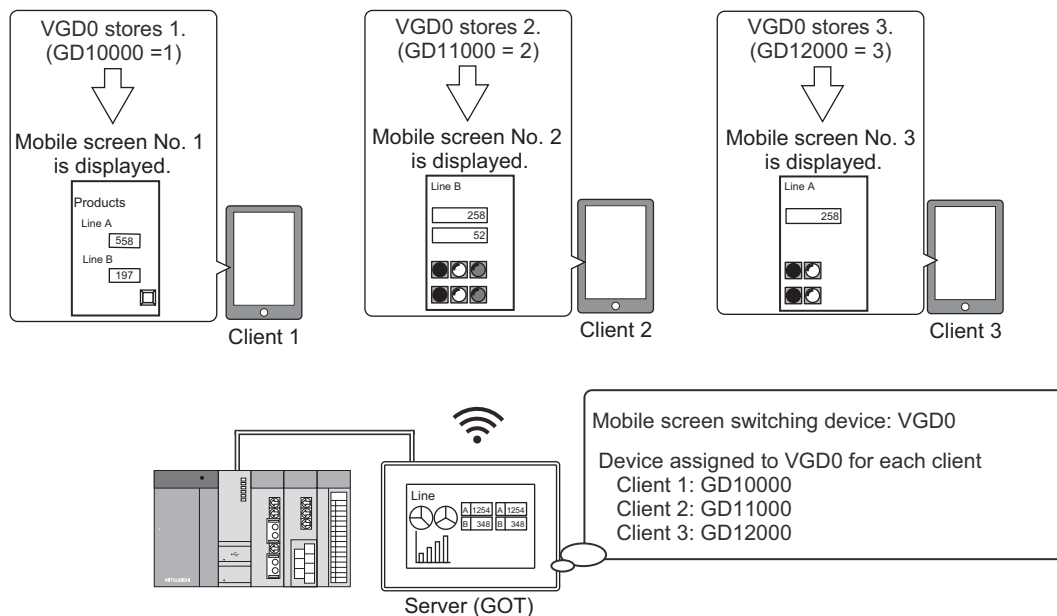 VGD0 stores 1.
(GD10000 =1)
Mobile screen No. 1
is displayed.
Products
Line A
558
Line B
197
Client 1
VGD0 stores 2.
(GD11000 = 2)
Mobile screen No. 2
is displayed.
Line B
258
52
Client 2
VGD0 stores 3.
(GD12000 = 3)
Mobile screen No. 3
is displayed.
Line A
258
Client 3
MITSUBISHI
Line
A 1254 A 1254
B 348 B 348
Server (GOT)
Mobile screen switching device: VGD0
Device assigned to VGD0 for each client
Client 1: GD10000
Client 2: GD11000
Client 3: GD12000